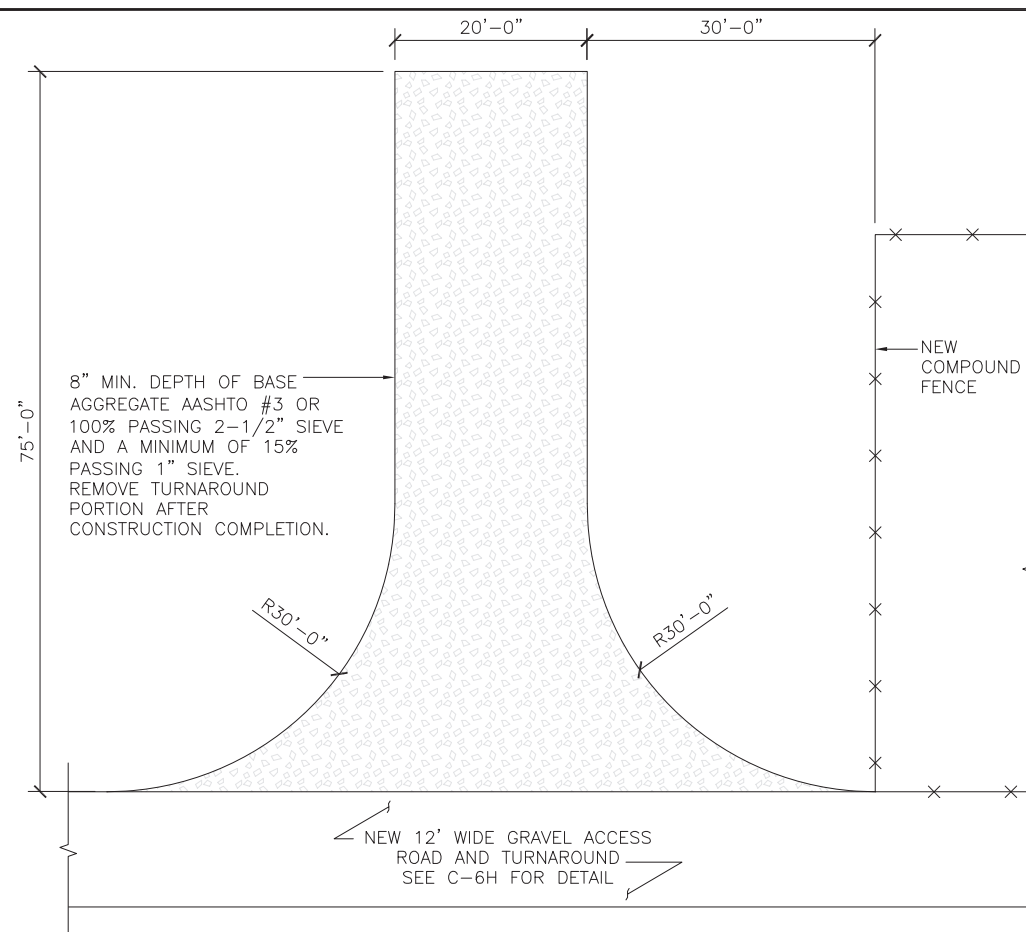 20'-0"
30'-0"
75'-0"
8" MIN. DEPTH OF BASE
AGGREGATE AASHTO #3 OR
100% PASSING 2-1/2" SIEVE
AND A MINIMUM OF 15%
PASSING 1" SIEVE.
REMOVE TURNAROUND
PORTION AFTER
CONSTRUCTION COMPLETION.
NEW
COMPOUND
FENCE
R30'-0"
R30'-0"
NEW 12' WIDE GRAVEL ACCESS
ROAD AND TURNAROUND
SEE C-6H FOR DETAIL